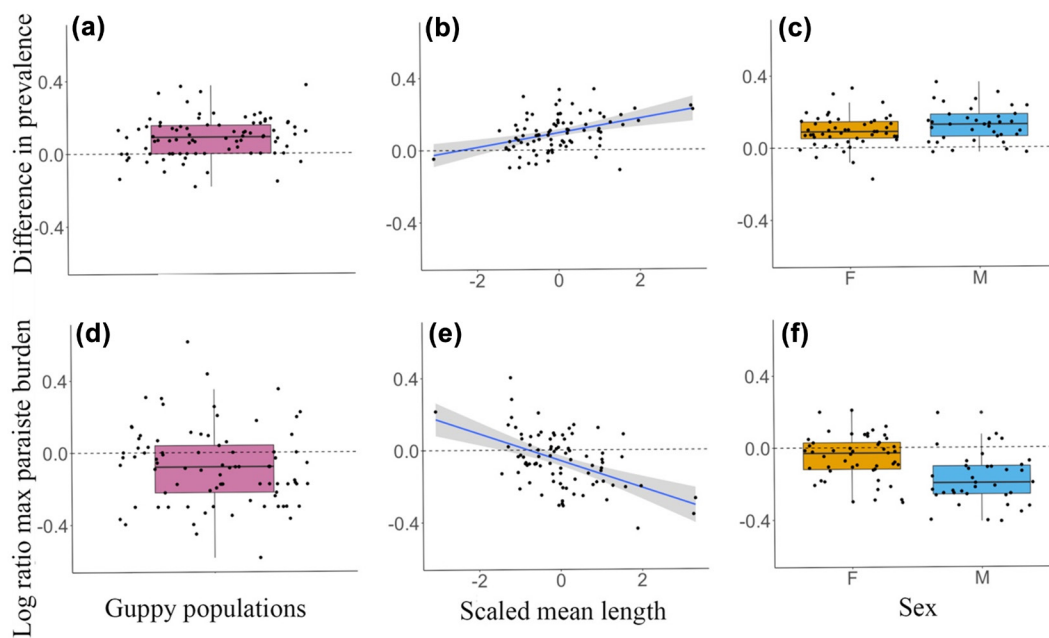 (a)
(b)
(c)
Difference in prevalence
0.4
0.0
-0.4
0.4
0.0
-0.4
-2
0
2
0.4
0.0
-0.4
F
M
(d)
(e)
(f)
Log ratio max paraiste burden
0.4
0.0
-0.4
0.4
0.0
-0.4
-2
0
2
0.4
0.0
-0.4
F
M
Guppy populations
Scaled mean length
Sex